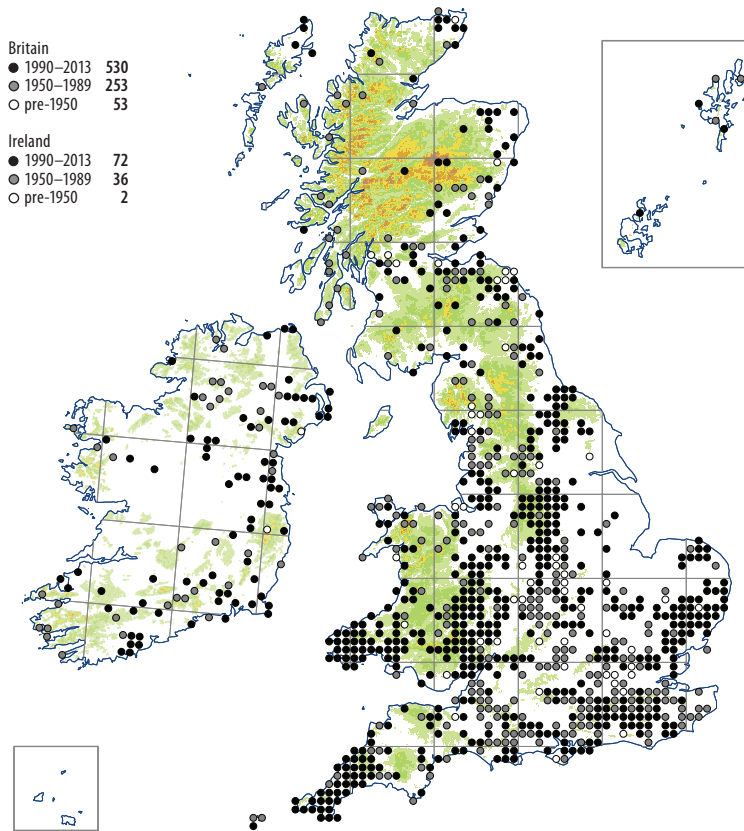 Britain
1990–2013 530
1950–1989 253
pre-1950 53
Ireland
1990–2013 72
1950–1989 36
pre-1950 2